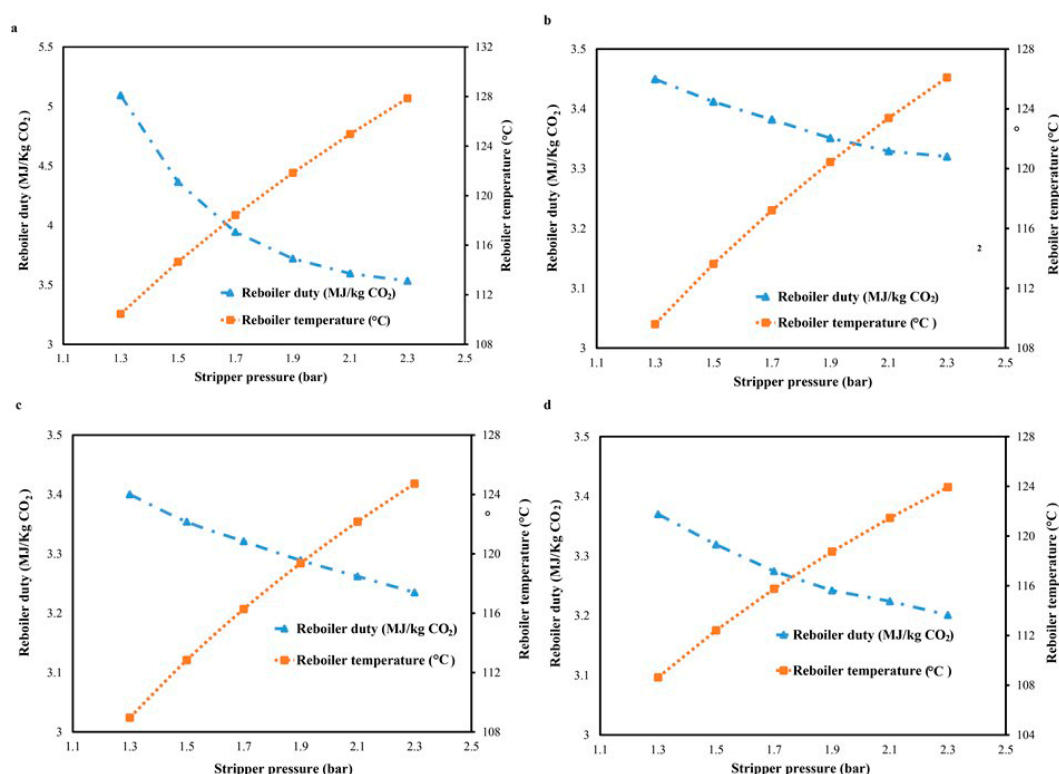 a
5.5
5
4.5
4
3.5
3
Reboiler duty (MJ/Kg CO₂)
132
128
124
120
116
112
108
Reboiler temperature (°C)
Reboiler duty (MJ/kg CO₂)
Reboiler temperature (°C)
1.1 1.3 1.5 1.7 1.9 2.1 2.3 2.5
Stripper pressure (bar)
b
3.5
3.4
3.3
3.2
3.1
3
Reboiler duty (MJ/Kg CO₂)
128
124
120
116
112
108
Reboiler temperature (°C)
°
2
Reboiler duty (MJ/kg CO₂)
Reboiler temperature (°C )
1.1 1.3 1.5 1.7 1.9 2.1 2.3 2.5
Stripper pressure (bar)
c
3.5
3.4
3.3
3.2
3.1
3
Reboiler duty (MJ/Kg CO₂)
128
124
120
116
112
108
Reboiler temperature (°C)
°
Reboiler duty (MJ/kg CO₂)
Reboiler temperature (°C)
1.1 1.3 1.5 1.7 1.9 2.1 2.3 2.5
Stripper pressure (bar)
d
3.5
3.4
3.3
3.2
3.1
3
Reboiler duty (MJ/Kg CO₂)
128
124
120
116
112
108
104
Reboiler temperature (°C)
Reboiler duty (MJ/kg CO₂)
Reboiler temperature (°C )
1.1 1.3 1.5 1.7 1.9 2.1 2.3 2.5
Stripper pressure (bar)